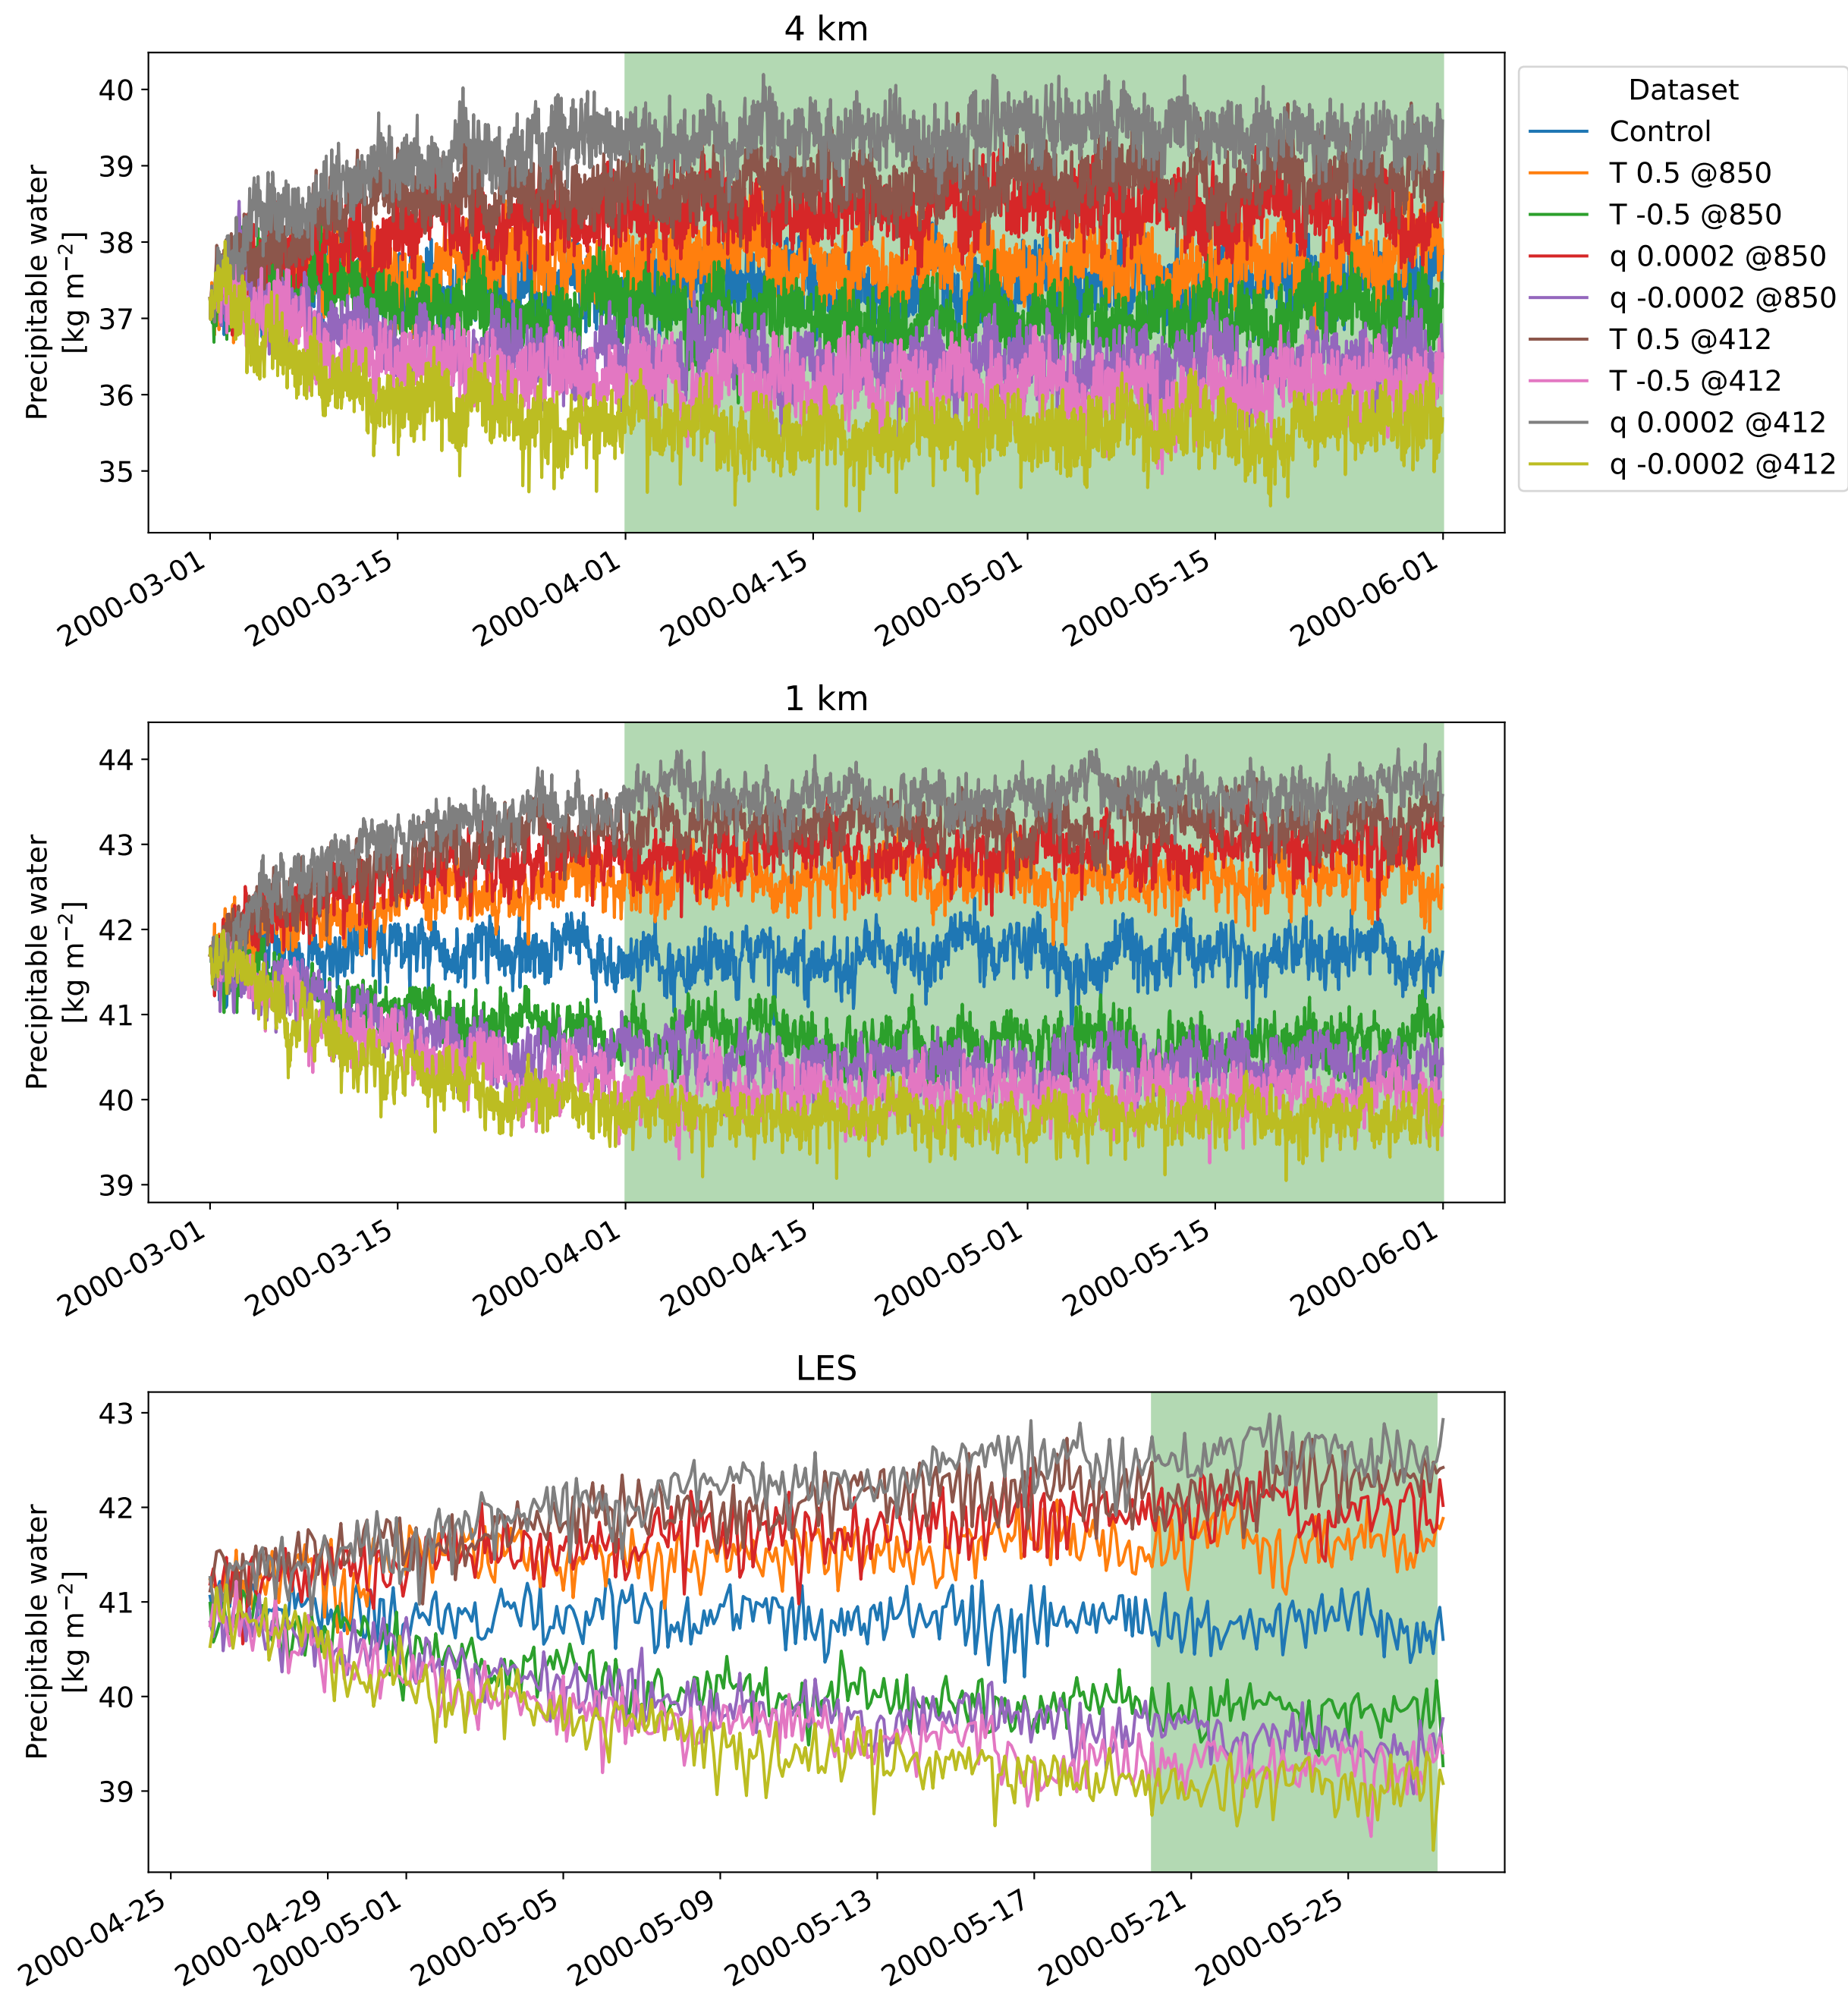 4 km
Precipitable water
[kg m⁻²]
40
39
38
37
36
35
2000-03-01
2000-03-15
2000-04-01
2000-04-15
2000-05-01
2000-05-15
2000-06-01
Dataset
Control
T 0.5 @850
T -0.5 @850
q 0.0002 @850
q -0.0002 @850
T 0.5 @412
T -0.5 @412
q 0.0002 @412
q -0.0002 @412
1 km
Precipitable water
[kg m⁻²]
44
43
42
41
40
39
2000-03-01
2000-03-15
2000-04-01
2000-04-15
2000-05-01
2000-05-15
2000-06-01
LES
Precipitable water
[kg m⁻²]
43
42
41
40
39
2000-04-25
2000-04-29
2000-05-01
2000-05-05
2000-05-09
2000-05-13
2000-05-17
2000-05-21
2000-05-25